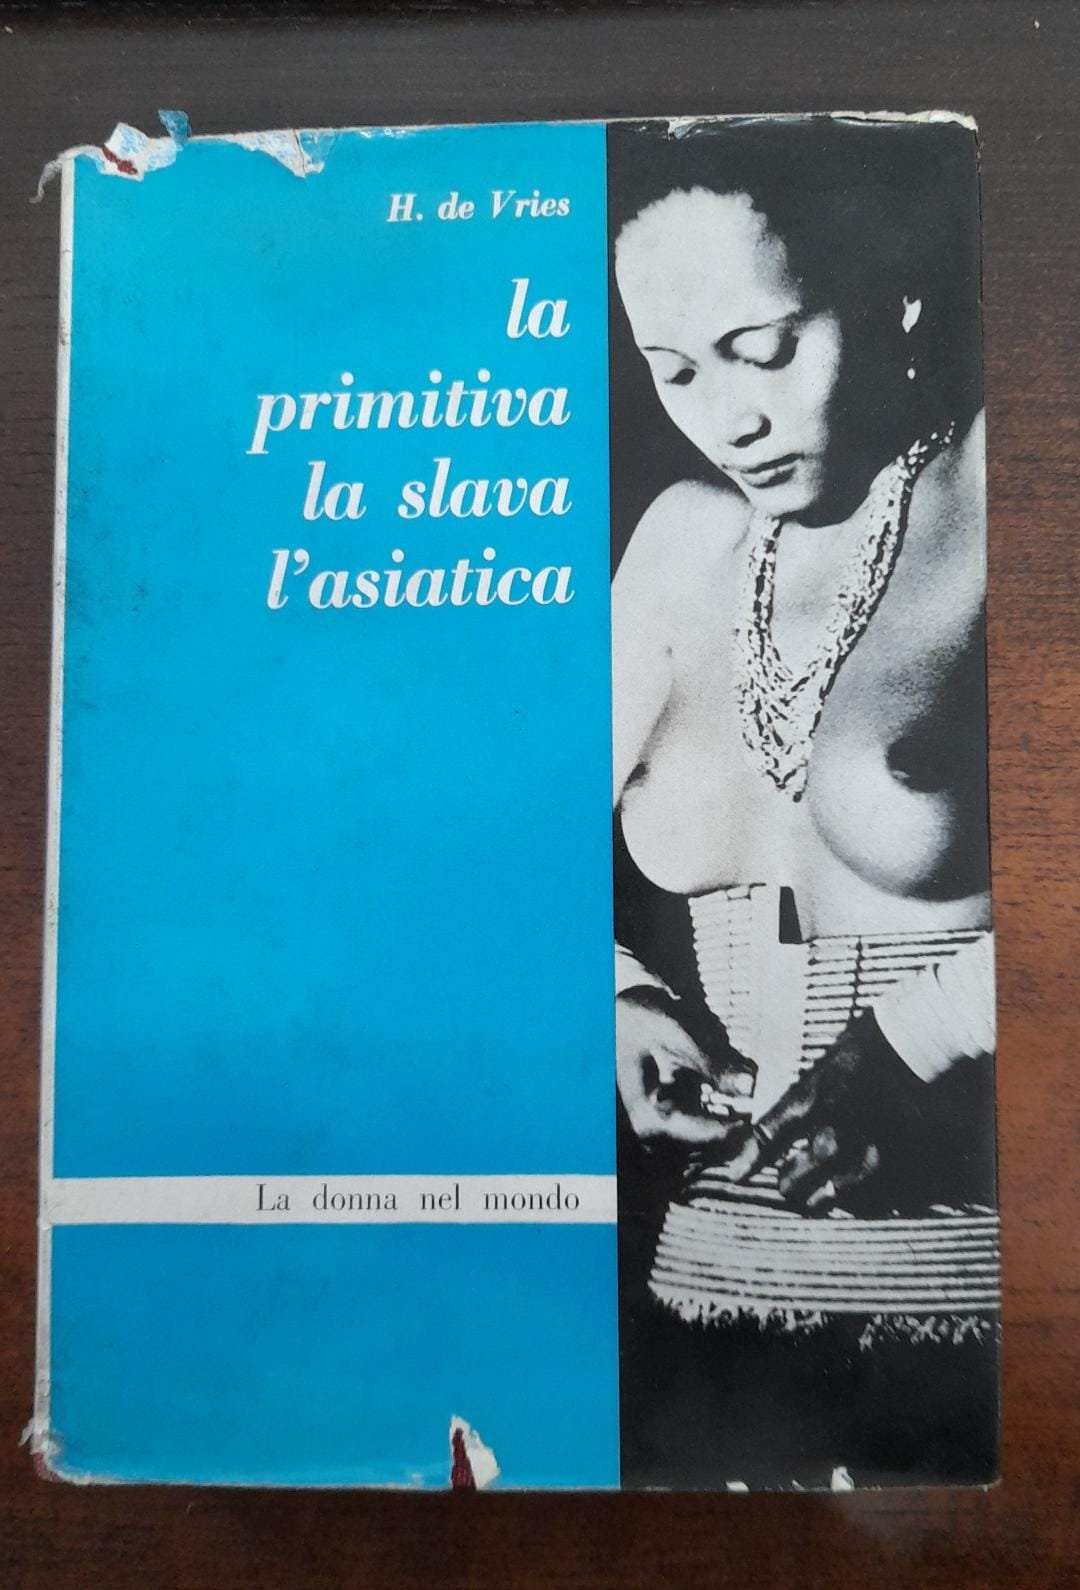 H. de Vries
la
primitiva
la slava
l'asiatica
La donna nel mondo